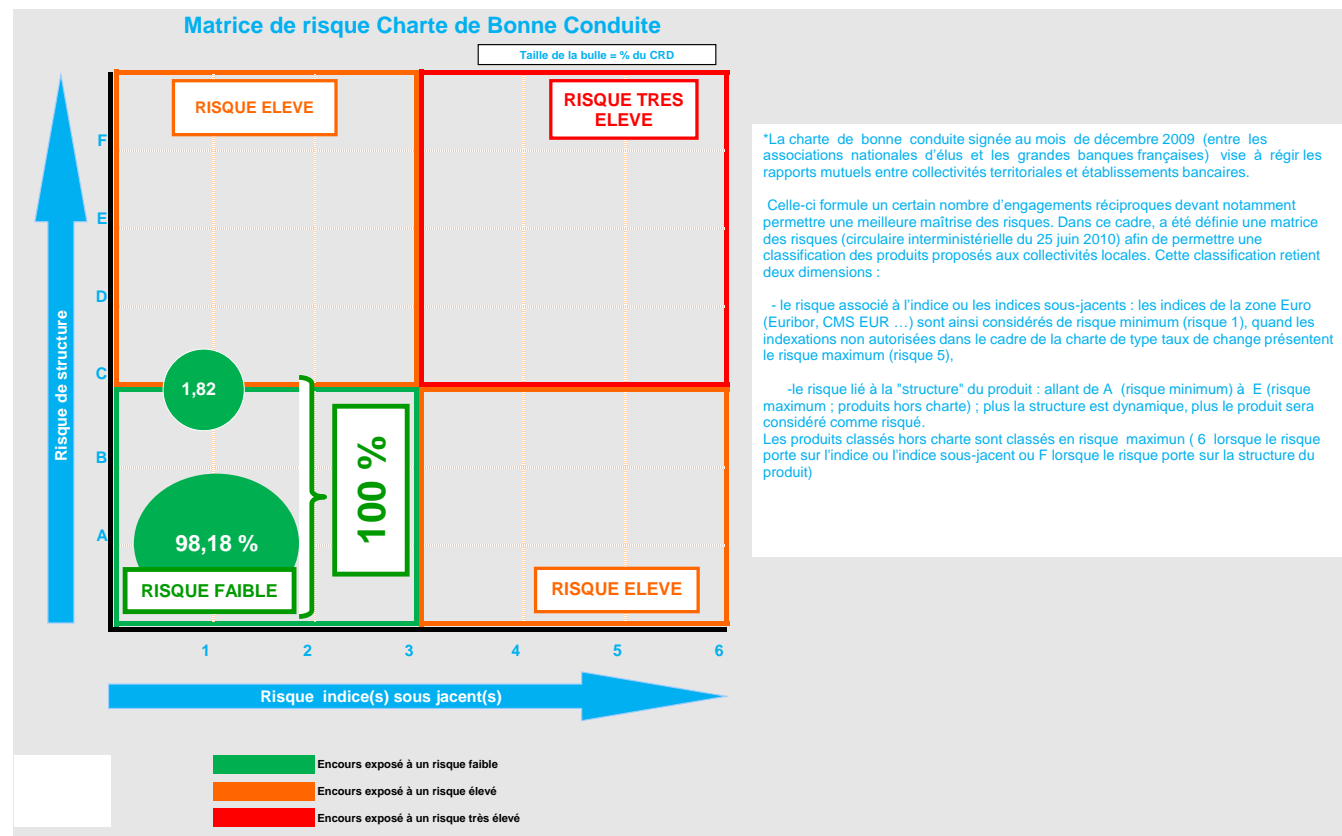 Matrice de risque Charte de Bonne Conduite
Taille de la bulle = % du CRD
RISQUE ELEVE
RISQUE TRES
ELEVE
F
E
D
C
B
A
Risque de structure
1,82
98,18 %
100 %
RISQUE FAIBLE
RISQUE ELEVE
1 2 3 4 5 6
Risque indice(s) sous jacent(s)
Encours exposé à un risque faible
Encours exposé à un risque élevé
Encours exposé à un risque très élevé
*La charte de bonne conduite signée au mois de décembre 2009 (entre les
associations nationales d'élus et les grandes banques françaises) vise à régir les
rapports mutuels entre collectivités territoriales et établissements bancaires.
Celle-ci formule un certain nombre d'engagements réciproques devant notamment
permettre une meilleure maîtrise des risques. Dans ce cadre, a été définie une matrice
des risques (circulaire interministérielle du 25 juin 2010) afin de permettre une
classification des produits proposés aux collectivités locales. Cette classification retient
deux dimensions :
- le risque associé à l'indice ou les indices sous-jacents : les indices de la zone Euro
(Euribor, CMS EUR …) sont ainsi considérés de risque minimum (risque 1), quand les
indexations non autorisées dans le cadre de la charte de type taux de change présentent
le risque maximum (risque 5),
-le risque lié à la "structure" du produit : allant de A (risque minimum) à E (risque
maximum ; produits hors charte) ; plus la structure est dynamique, plus le produit sera
considéré comme risqué.
Les produits classés hors charte sont classés en risque maximun ( 6 lorsque le risque
porte sur l'indice ou l'indice sous-jacent ou F lorsque le risque porte sur la structure du
produit)